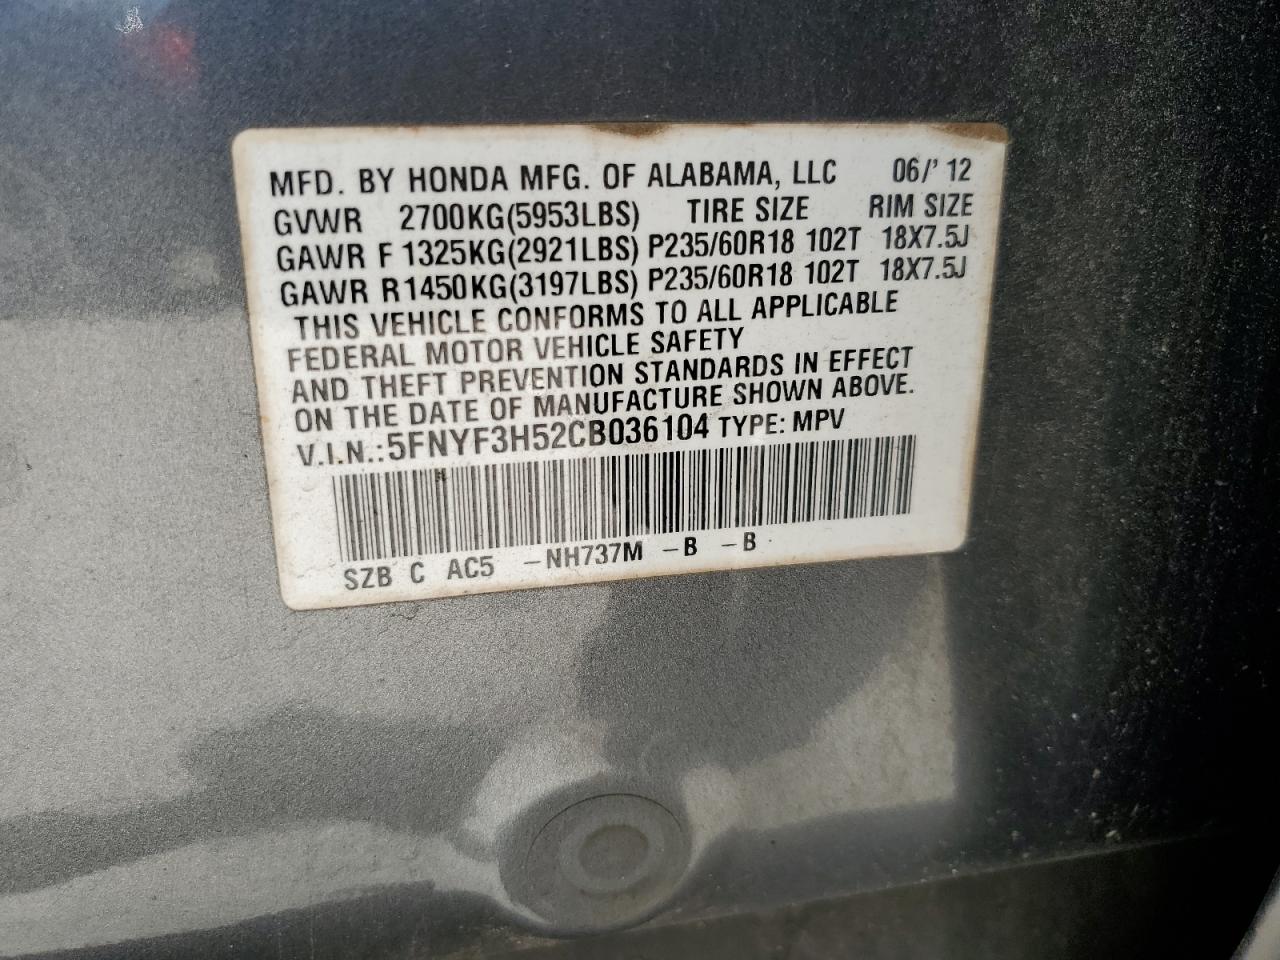 MFD. BY HONDA MFG. OF ALABAMA, LLC 06/'12
GVWR 2700KG(5953LBS) TIRE SIZE RIM SIZE
GAWR F 1325KG(2921LBS) P235/60R18 102T 18X7.5J
GAWR R1450KG(3197LBS) P235/60R18 102T 18X7.5J
THIS VEHICLE CONFORMS TO ALL APPLICABLE
FEDERAL MOTOR VEHICLE SAFETY
AND THEFT PREVENTION STANDARDS IN EFFECT
ON THE DATE OF MANUFACTURE SHOWN ABOVE.
V.I.N.:5FNYF3H52CB036104 TYPE: MPV
SZB C AC5 -NH737M -B -B